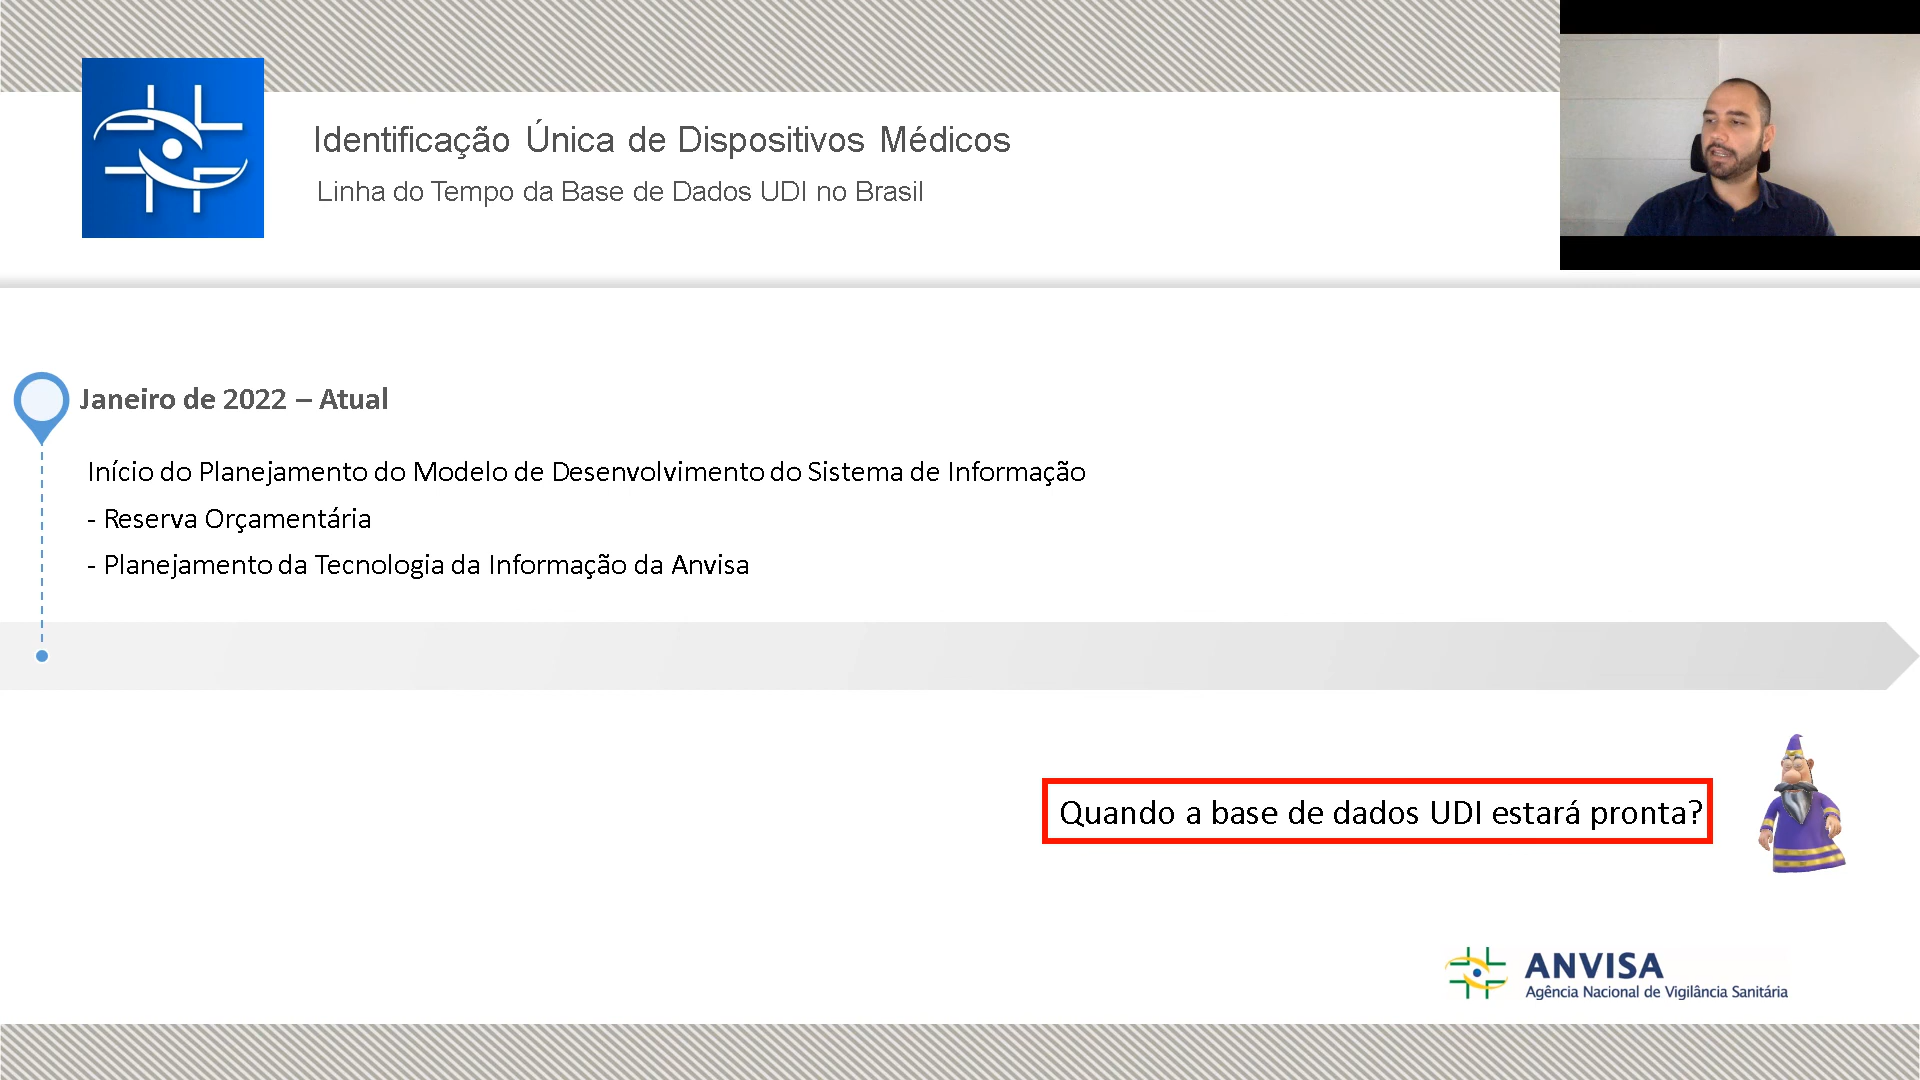 Identificação Única de Dispositivos Médicos
Linha do Tempo da Base de Dados UDI no Brasil
Janeiro de 2022 – Atual
Início do Planejamento do Modelo de Desenvolvimento do Sistema de Informação
- Reserva Orçamentária
- Planejamento da Tecnologia da Informação da Anvisa
Quando a base de dados UDI estará pronta?
ANVISA
Agência Nacional de Vigilância Sanitária